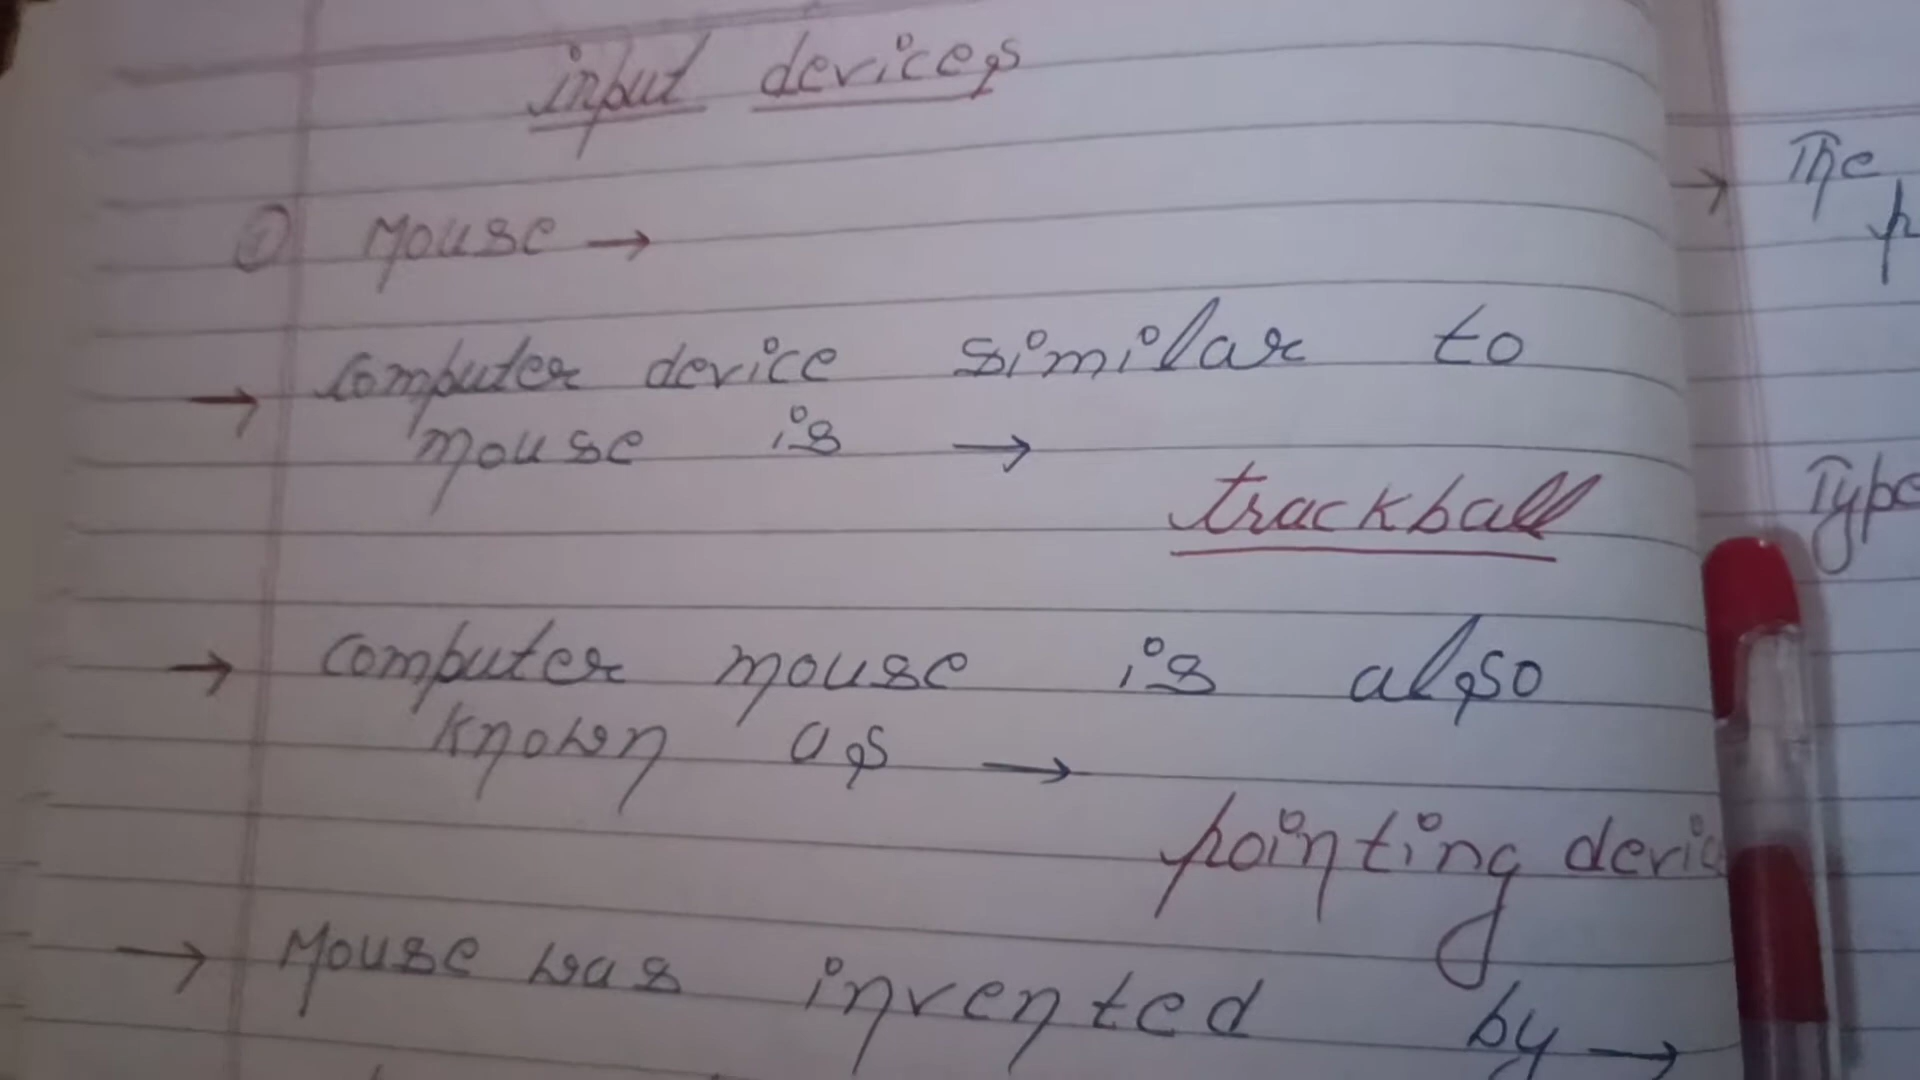 input devices
① Mouse →
→ computer device similar to
mouse is →
trackball
→ computer mouse is also
known as →
pointing devic
→ Mouse was invented by →
→ The
p
Type